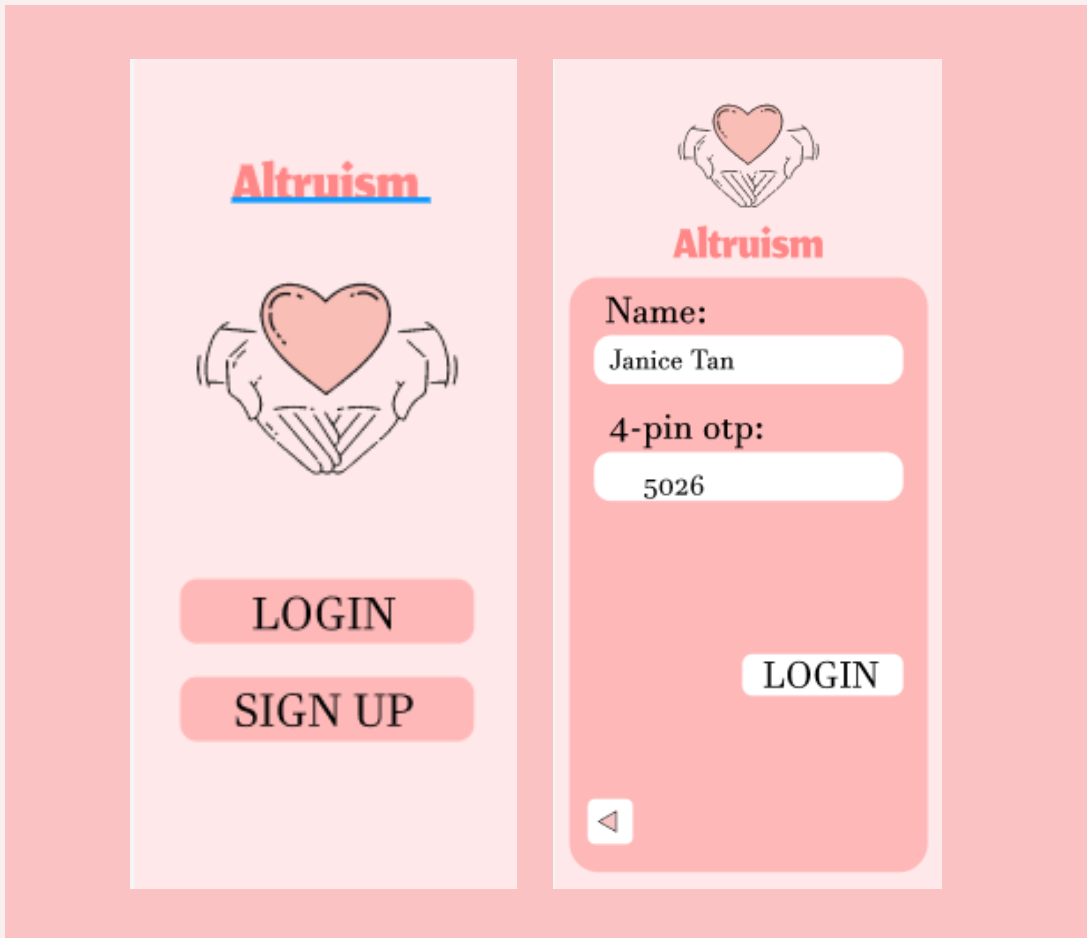 Altruism
LOGIN
SIGN UP
Altruism
Name:
Janice Tan
4-pin otp:
5026
LOGIN